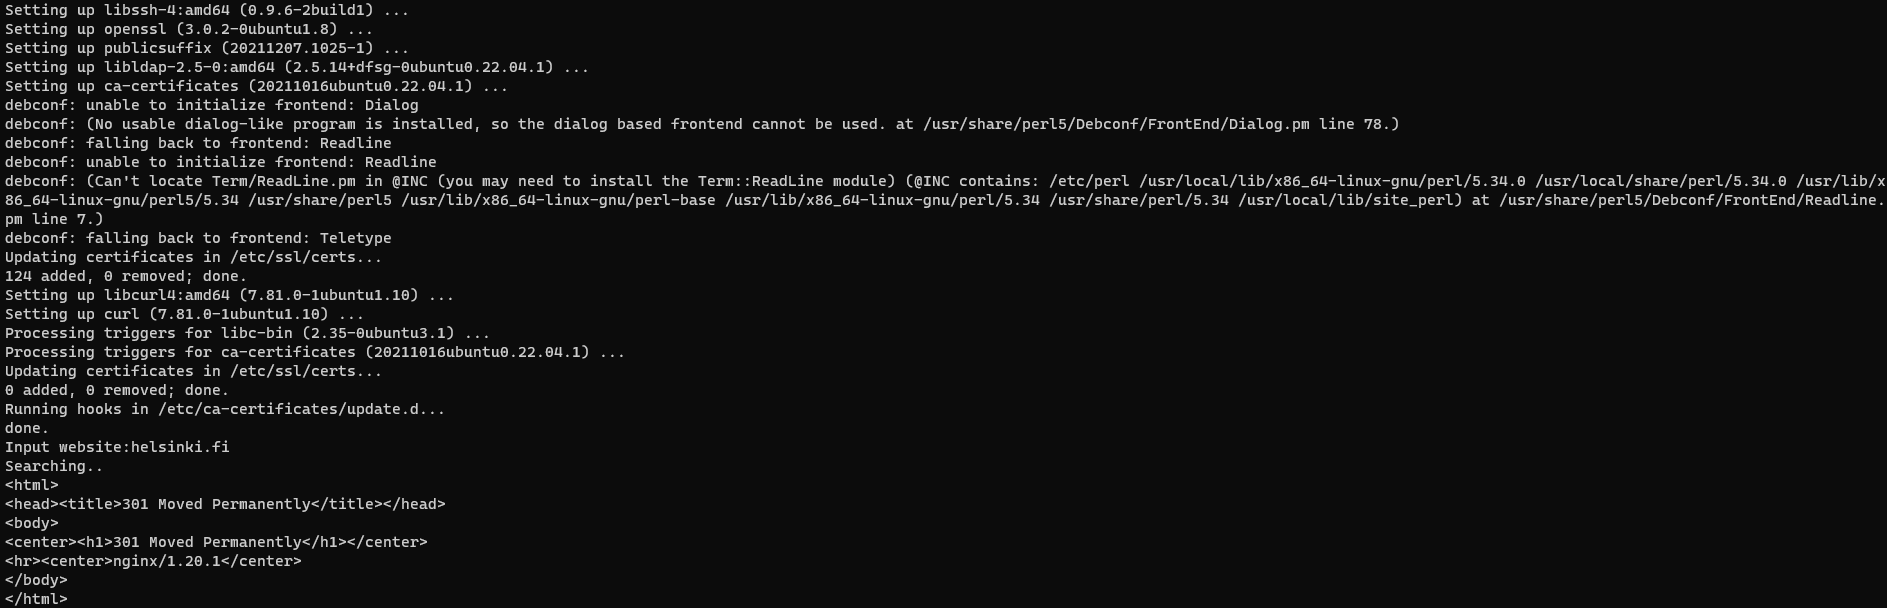 Setting up libssh-4:amd64 (0.9.6-2build1) ...
Setting up openssl (3.0.2-0ubuntu1.8) ...
Setting up publicsuffix (20211207.1025-1) ...
Setting up libldap-2.5-0:amd64 (2.5.14+dfsg-0ubuntu0.22.04.1) ...
Setting up ca-certificates (20211016ubuntu0.22.04.1) ...
debconf: unable to initialize frontend: Dialog
debconf: (No usable dialog-like program is installed, so the dialog based frontend cannot be used. at /usr/share/perl5/Debconf/FrontEnd/Dialog.pm line 78.)
debconf: falling back to frontend: Readline
debconf: unable to initialize frontend: Readline
debconf: (Can't locate Term/ReadLine.pm in @INC (you may need to install the Term::ReadLine module) (@INC contains: /etc/perl /usr/local/lib/x86_64-linux-gnu/perl/5.34.0 /usr/local/share/perl/5.34.0 /usr/lib/x
86_64-linux-gnu/perl5/5.34 /usr/share/perl5 /usr/lib/x86_64-linux-gnu/perl-base /usr/lib/x86_64-linux-gnu/perl/5.34 /usr/share/perl/5.34 /usr/local/lib/site_perl) at /usr/share/perl5/Debconf/FrontEnd/Readline.
pm line 7.)
debconf: falling back to frontend: Teletype
Updating certificates in /etc/ssl/certs...
124 added, 0 removed; done.
Setting up libcurl4:amd64 (7.81.0-1ubuntu1.10) ...
Setting up curl (7.81.0-1ubuntu1.10) ...
Processing triggers for libc-bin (2.35-0ubuntu3.1) ...
Processing triggers for ca-certificates (20211016ubuntu0.22.04.1) ...
Updating certificates in /etc/ssl/certs...
0 added, 0 removed; done.
Running hooks in /etc/ca-certificates/update.d...
done.
Input website:helsinki.fi
Searching..
<html>
<head><title>301 Moved Permanently</title></head>
<body>
<center><h1>301 Moved Permanently</h1></center>
<hr><center>nginx/1.20.1</center>
</body>
</html>